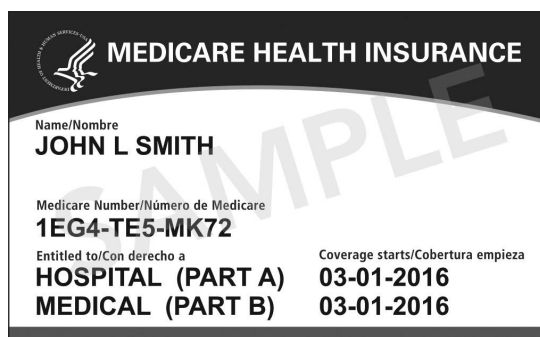 MEDICARE HEALTH INSURANCE
Name/Nombre
JOHN L SMITH
Medicare Number/Número de Medicare
1EG4-TE5-MK72
Entitled to/Con derecho a
HOSPITAL (PART A)
MEDICAL (PART B)
Coverage starts/Cobertura empieza
03-01-2016
03-01-2016
SAMPLE